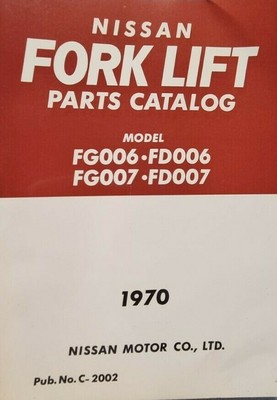 NISSAN
FORK LIFT
PARTS CATALOG
MODEL
FG006·FD006
FG007·FD007
1970
NISSAN MOTOR CO., LTD.
Pub. No. C-2002